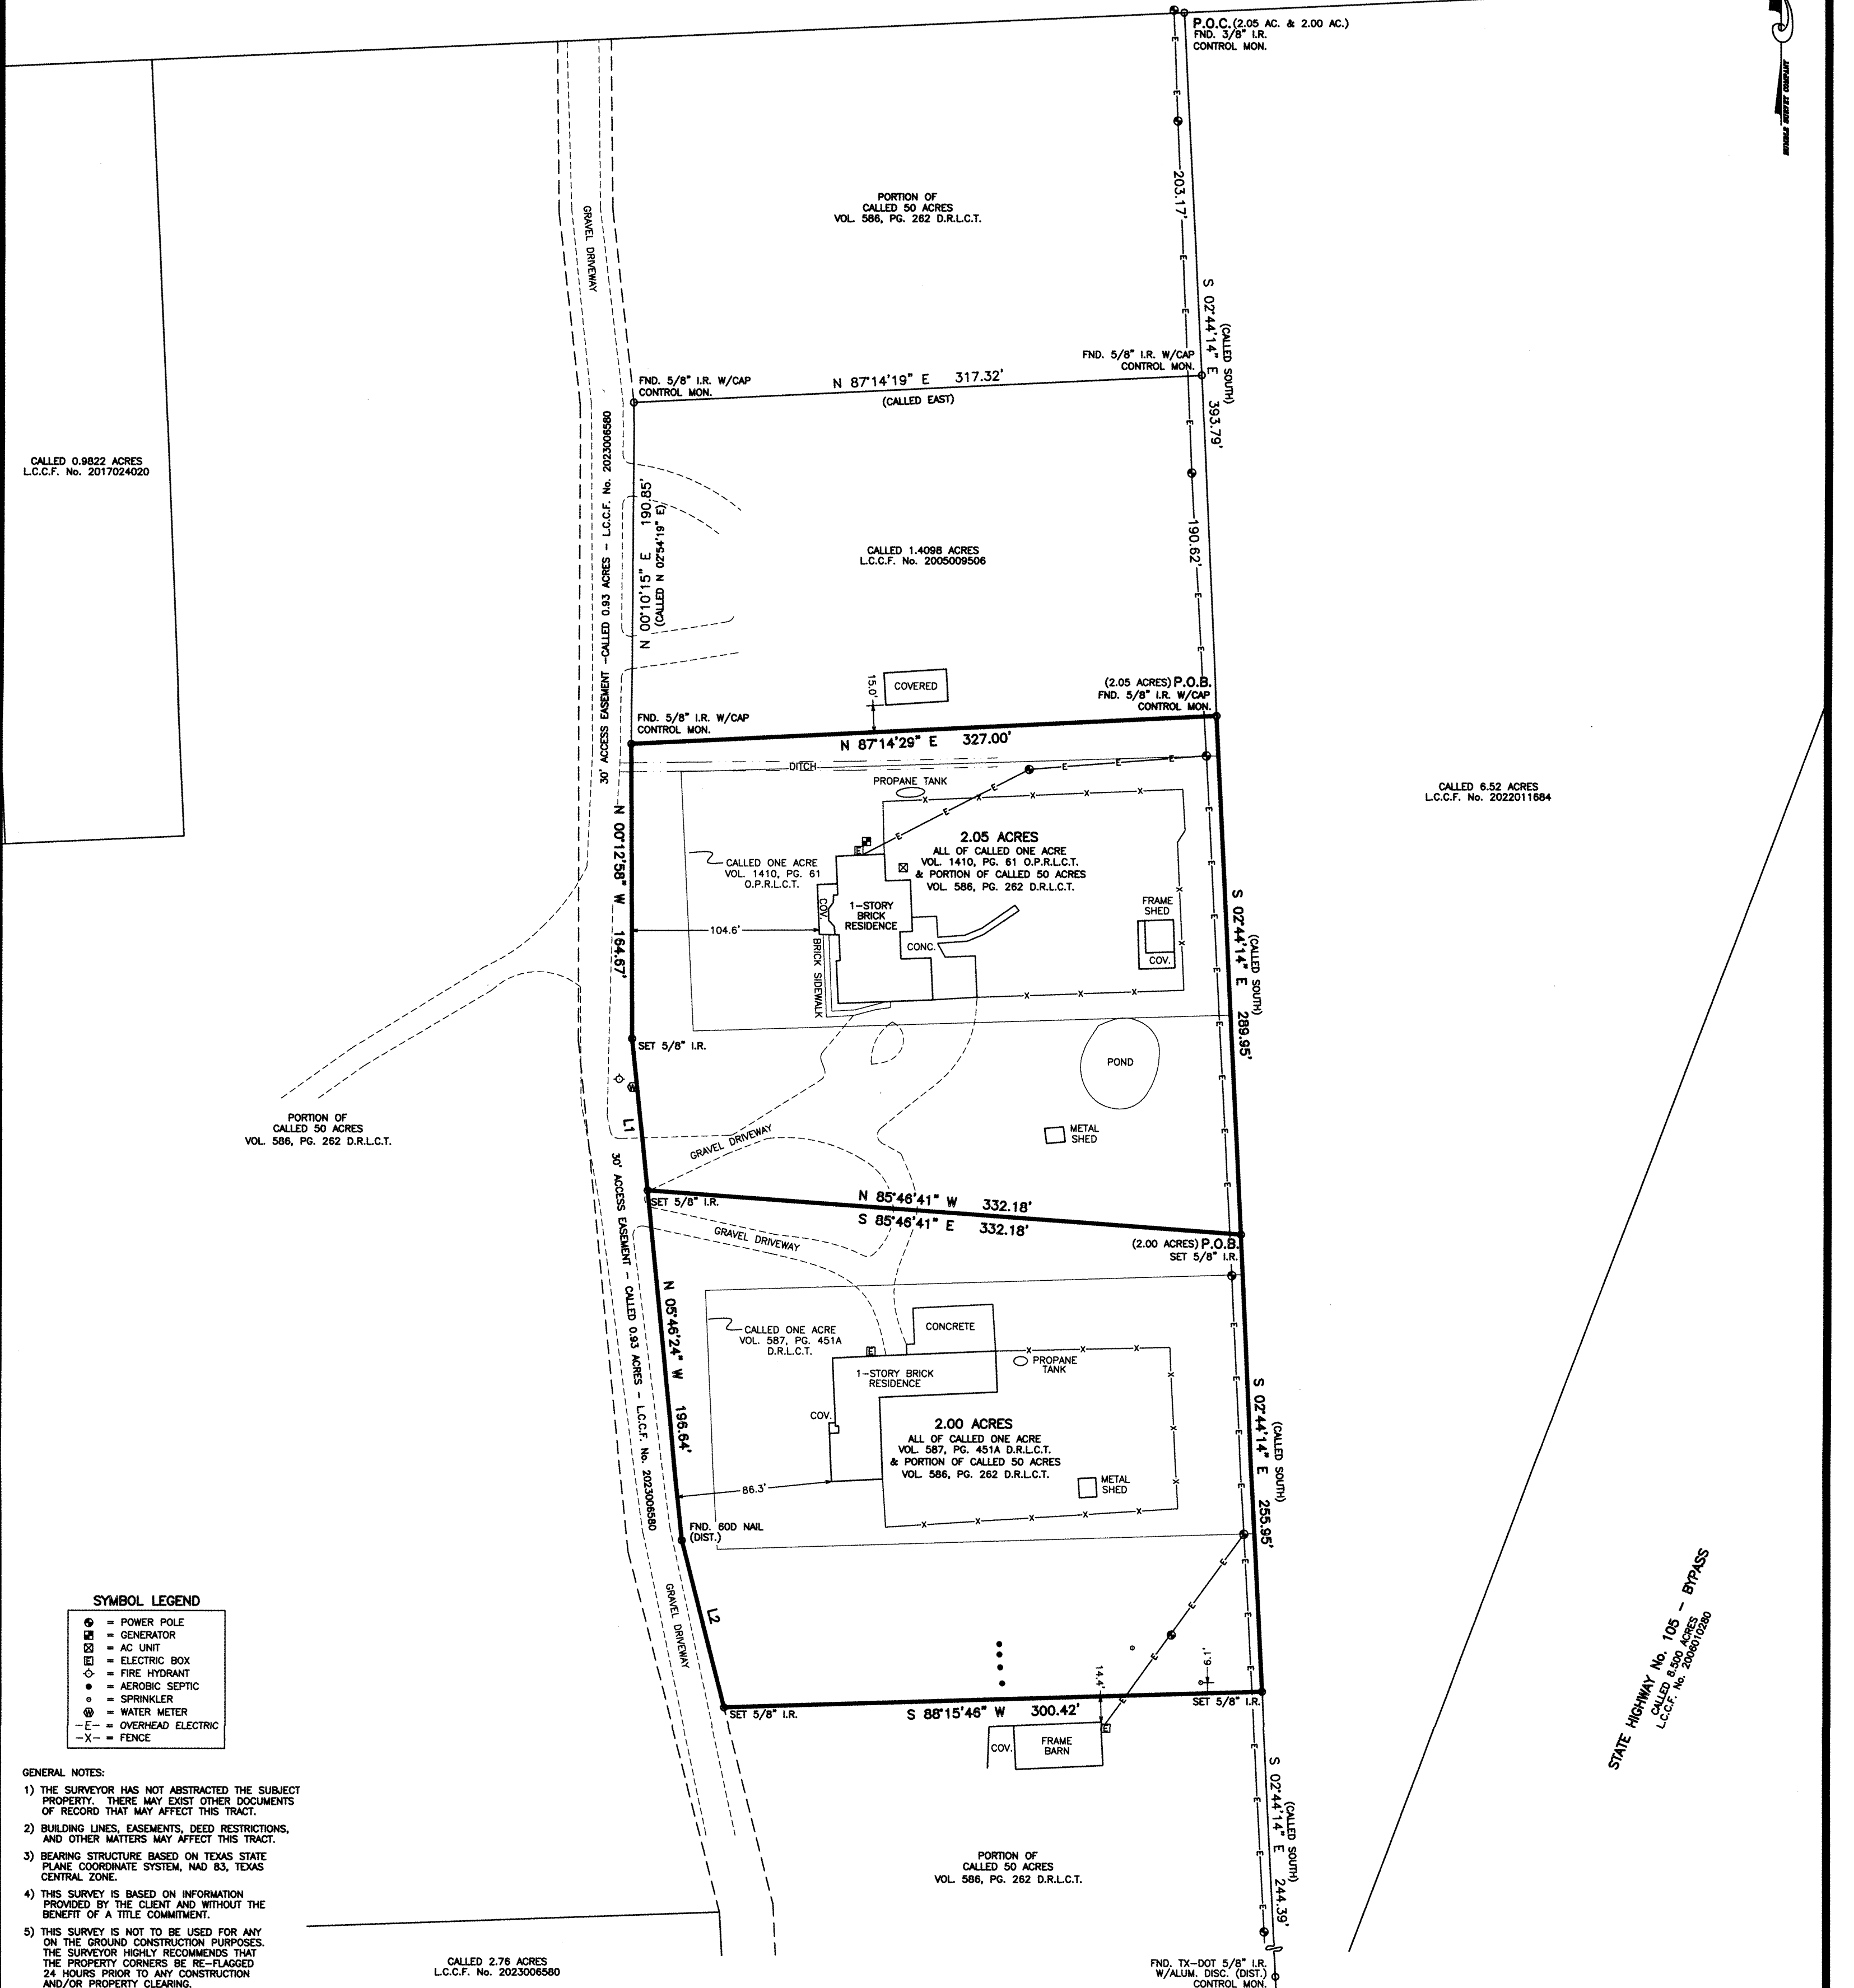 P.O.C. (2.05 AC. & 2.00 AC.)
FND. 3/8" I.R.
CONTROL MON.
HUMBLE SURVEY COMPANY
203.17'
PORTION OF
CALLED 50 ACRES
VOL. 586, PG. 262 D.R.L.C.T.
GRAVEL DRIVEWAY
S 02°44'14" E 393.79'
(CALLED SOUTH)
FND. 5/8" I.R. W/CAP
CONTROL MON.
FND. 5/8" I.R. W/CAP
CONTROL MON.
N 87°14'19" E 317.32'
(CALLED EAST)
CALLED 0.9822 ACRES
L.C.C.F. No. 2017024020
30' ACCESS EASEMENT -CALLED 0.93 ACRES - L.C.C.F. No. 2023006580
N 00°10'15" E 190.85'
(CALLED N 02°54'19" E)
CALLED 1.4098 ACRES
L.C.C.F. No. 2005009506
190.62'
COVERED
15.0'
(2.05 ACRES) P.O.B.
FND. 5/8" I.R. W/CAP
CONTROL MON.
FND. 5/8" I.R. W/CAP
CONTROL MON.
N 87°14'29" E 327.00'
DITCH
PROPANE TANK
CALLED 6.52 ACRES
L.C.C.F. No. 2022011684
N 00°12'58" W 164.67'
CALLED ONE ACRE
VOL. 1410, PG. 61
O.P.R.L.C.T.
E
2.05 ACRES
ALL OF CALLED ONE ACRE
VOL. 1410, PG. 61 O.P.R.L.C.T.
& PORTION OF CALLED 50 ACRES
VOL. 586, PG. 262 D.R.L.C.T.
COV.
1-STORY
BRICK
RESIDENCE
104.6'
BRICK SIDEWALK
CONC.
FRAME
SHED
COV.
S 02°44'14" E 289.95'
(CALLED SOUTH)
SET 5/8" I.R.
POND
W
L1
METAL
SHED
GRAVEL DRIVEWAY
PORTION OF
CALLED 50 ACRES
VOL. 586, PG. 262 D.R.L.C.T.
SET 5/8" I.R.
N 85°46'41" W 332.18'
S 85°46'41" E 332.18'
GRAVEL DRIVEWAY
(2.00 ACRES) P.O.B.
SET 5/8" I.R.
30' ACCESS EASEMENT - CALLED 0.93 ACRES - L.C.C.F. No. 2023006580
N 05°46'24" W 196.64'
CALLED ONE ACRE
VOL. 587, PG. 451A
D.R.L.C.T.
CONCRETE
E
PROPANE
TANK
1-STORY BRICK
RESIDENCE
COV.
2.00 ACRES
ALL OF CALLED ONE ACRE
VOL. 587, PG. 451A D.R.L.C.T.
& PORTION OF CALLED 50 ACRES
VOL. 586, PG. 262 D.R.L.C.T.
METAL
SHED
86.3'
S 02°44'14" E 255.95'
(CALLED SOUTH)
FND. 60D NAIL
(DIST.)
L2
GRAVEL DRIVEWAY
14.4'
6.1'
SET 5/8" I.R.
S 88°15'46" W 300.42'
SET 5/8" I.R.
COV.
FRAME
BARN
E
STATE HIGHWAY No. 105 - BYPASS
CALLED 8.500 ACRES
L.C.C.F. No. 2006010280
S 02°44'14" E 244.39'
(CALLED SOUTH)
PORTION OF
CALLED 50 ACRES
VOL. 586, PG. 262 D.R.L.C.T.
FND. TX-DOT 5/8" I.R.
W/ALUM. DISC. (DIST.)
CONTROL MON.
CALLED 2.76 ACRES
L.C.C.F. No. 2023006580
SYMBOL LEGEND
= POWER POLE
= GENERATOR
= AC UNIT
E = ELECTRIC BOX
= FIRE HYDRANT
= AEROBIC SEPTIC
= SPRINKLER
W = WATER METER
-E- = OVERHEAD ELECTRIC
-X- = FENCE
GENERAL NOTES:
1) THE SURVEYOR HAS NOT ABSTRACTED THE SUBJECT
PROPERTY. THERE MAY EXIST OTHER DOCUMENTS
OF RECORD THAT MAY AFFECT THIS TRACT.
2) BUILDING LINES, EASEMENTS, DEED RESTRICTIONS,
AND OTHER MATTERS MAY AFFECT THIS TRACT.
3) BEARING STRUCTURE BASED ON TEXAS STATE
PLANE COORDINATE SYSTEM, NAD 83, TEXAS
CENTRAL ZONE.
4) THIS SURVEY IS BASED ON INFORMATION
PROVIDED BY THE CLIENT AND WITHOUT THE
BENEFIT OF A TITLE COMMITMENT.
5) THIS SURVEY IS NOT TO BE USED FOR ANY
ON THE GROUND CONSTRUCTION PURPOSES.
THE SURVEYOR HIGHLY RECOMMENDS THAT
THE PROPERTY CORNERS BE RE-FLAGGED
24 HOURS PRIOR TO ANY CONSTRUCTION
AND/OR PROPERTY CLEARING.